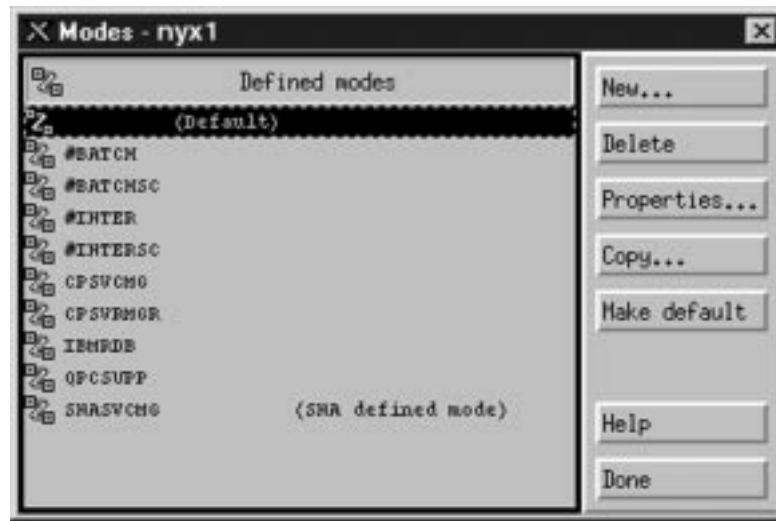 Modes - nyx1
Defined modes
(Default)
#BATCH
#BATCHSC
#INTER
#INTERSC
CPSVCMG
CPSVRMGR
IBMRDB
QPCSUPP
SNASVCMG (SNA defined mode)
New...
Delete
Properties...
Copy...
Make default
Help
Done